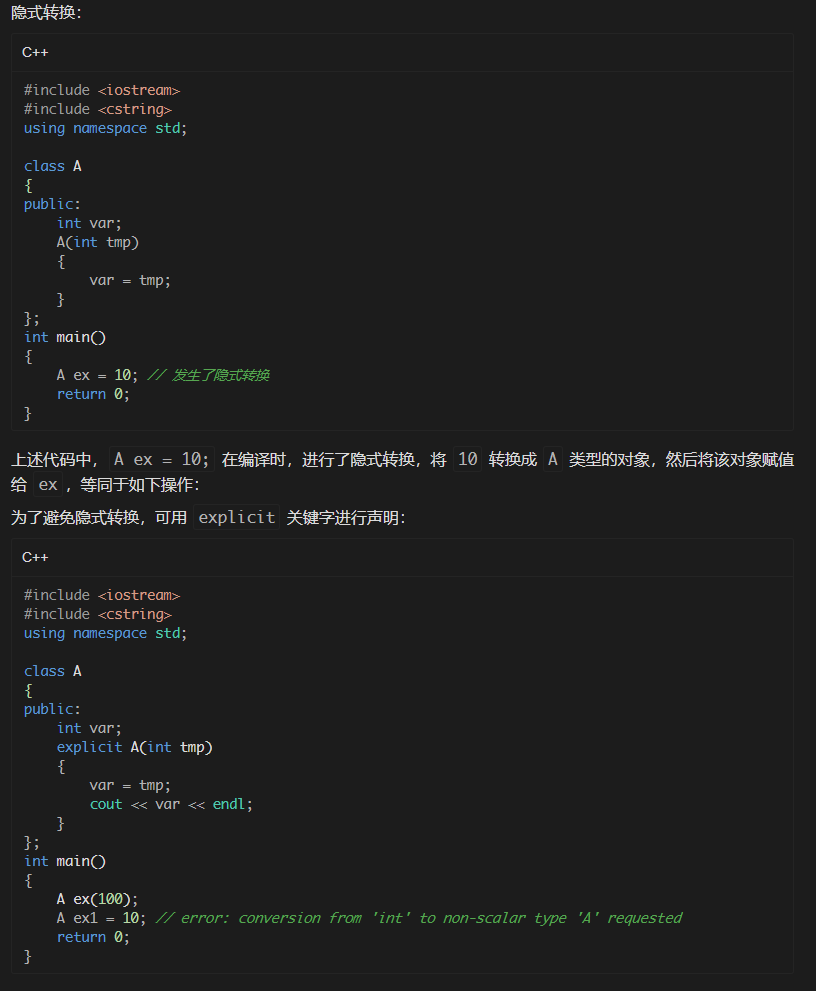 隐式转换：
C++
#include <iostream>
#include <cstring>
using namespace std;

class A
{
public:
    int var;
    A(int tmp)
    {
        var = tmp;
    }
};
int main()
{
    A ex = 10; // 发生了隐式转换
    return 0;
}
上述代码中， A ex = 10; 在编译时，进行了隐式转换，将 10 转换成 A 类型的对象，然后将该对象赋值
给 ex ，等同于如下操作：
为了避免隐式转换，可用 explicit 关键字进行声明：
C++
#include <iostream>
#include <cstring>
using namespace std;

class A
{
public:
    int var;
    explicit A(int tmp)
    {
        var = tmp;
        cout << var << endl;
    }
};
int main()
{
    A ex(100);
    A ex1 = 10; // error: conversion from 'int' to non-scalar type 'A' requested
    return 0;
}